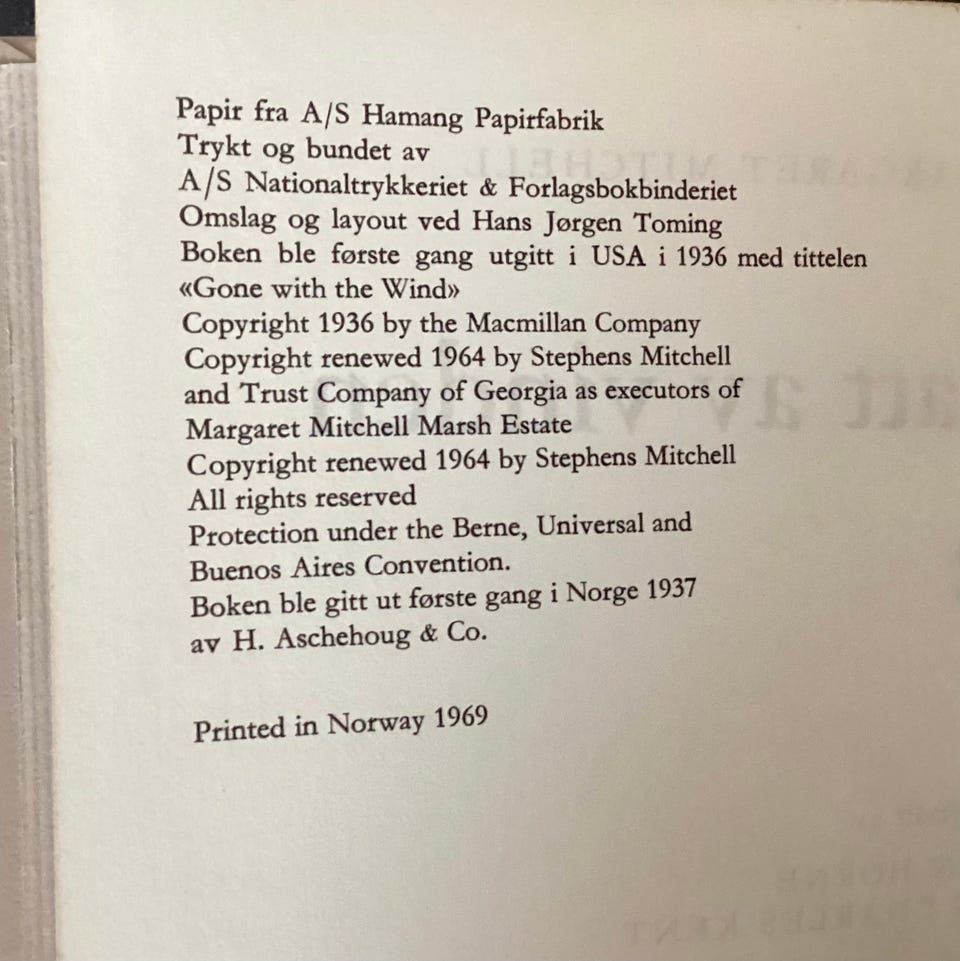 Papir fra A/S Hamang Papirfabrik
Trykt og bundet av
A/S Nationaltrykkeriet & Forlagsbokbinderiet
Omslag og layout ved Hans Jørgen Toming
Boken ble første gang utgitt i USA i 1936 med tittelen
«Gone with the Wind»
Copyright 1936 by the Macmillan Company
Copyright renewed 1964 by Stephens Mitchell
and Trust Company of Georgia as executors of
Margaret Mitchell Marsh Estate
Copyright renewed 1964 by Stephens Mitchell
All rights reserved
Protection under the Berne, Universal and
Buenos Aires Convention.
Boken ble gitt ut første gang i Norge 1937
av H. Aschehoug & Co.
Printed in Norway 1969